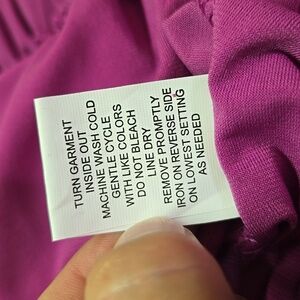 TURN GARMENT
INSIDE OUT
MACHINE WASH COLD
GENTLE CYCLE
WITH LIKE COLORS
DO NOT BLEACH
LINE DRY
REMOVE PROMPTLY
IRON ON REVERSE SIDE
ON LOWEST SETTING
AS NEEDED